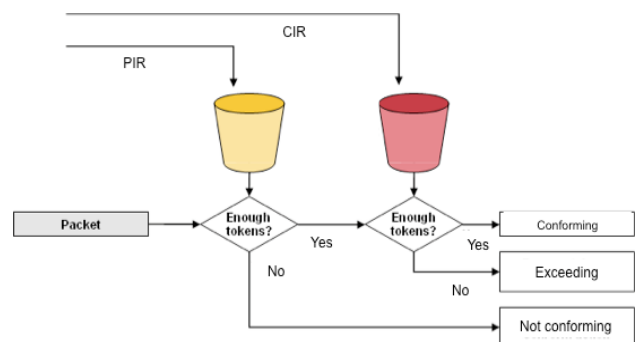 CIR
PIR
Packet
Enough
tokens?
Yes
No
Enough
tokens?
Yes
No
Conforming
Exceeding
Not conforming